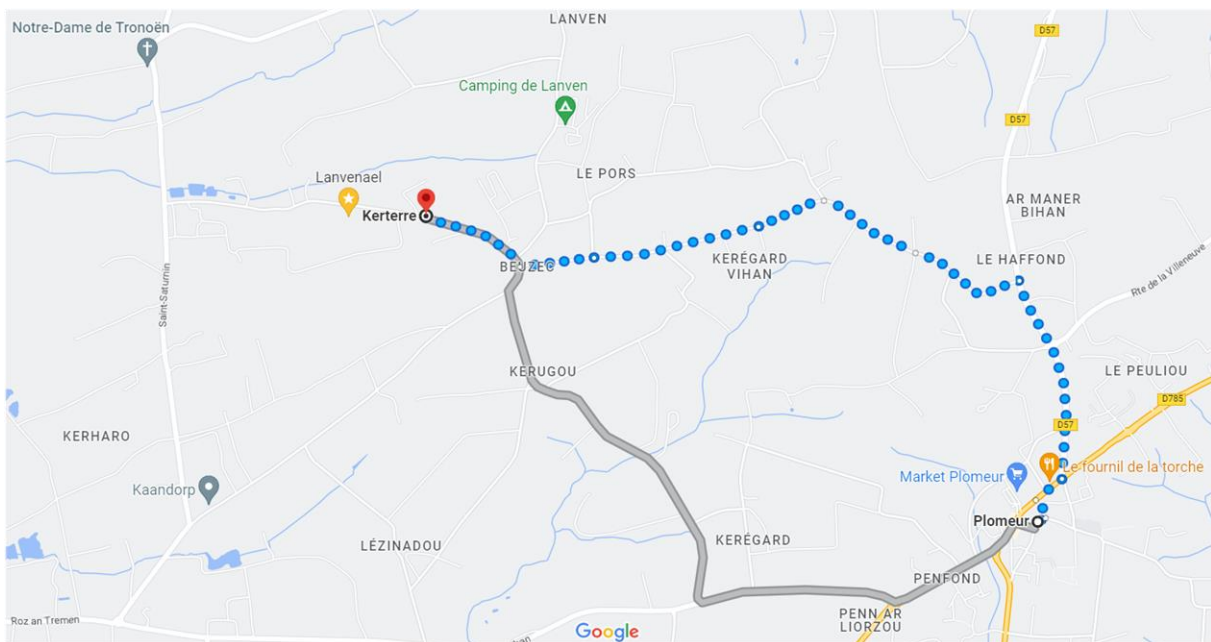 LANVEN
Notre-Dame de Tronoën
D57
Camping de Lanven
D57
LE PORS
Lanvenael
Kerterre
AR MANER
BIHAN
BEUZEC
KERÉGARD
VIHAN
LE HAFFOND
Rte de la Villeneuve
Saint-Saturnin
KERUGOU
LE PEULIOU
D785
D57
KERHARO
Le fournil de la torche
Market Plomeur
Kaandorp
Plomeur
LÉZINADOU
KERÉGARD
PENFOND
PENN AR
LIORZOU
Roz an Tremen
Google